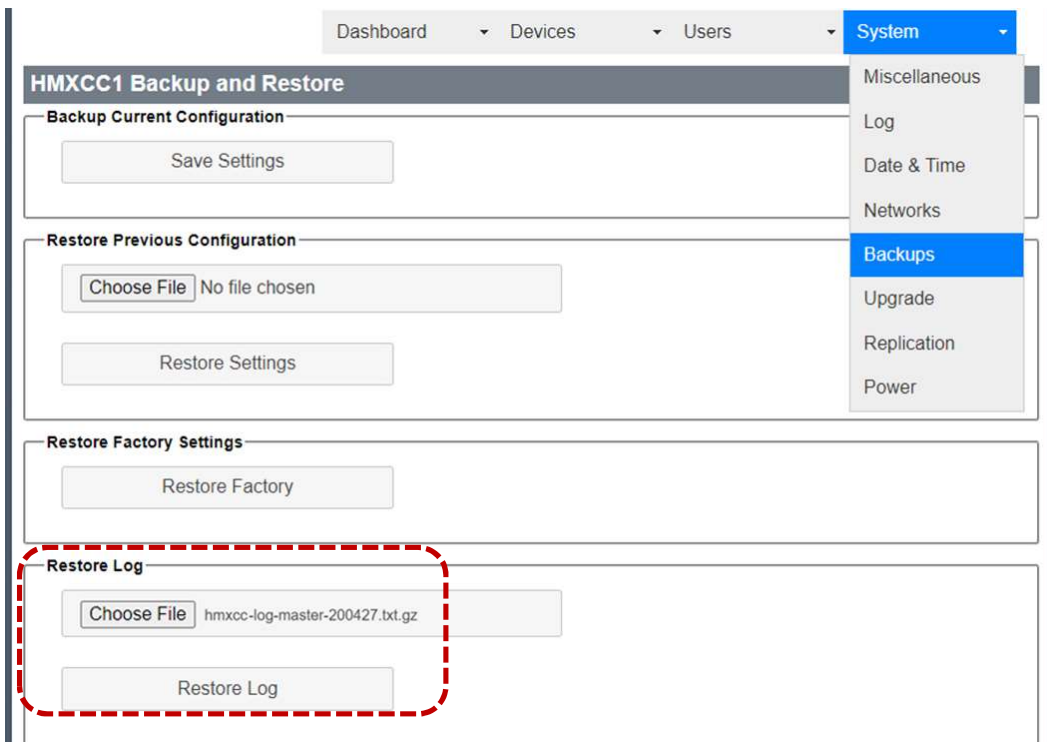 Dashboard Devices Users System
HMXCC1 Backup and Restore
Miscellaneous
Log
Date & Time
Networks
Backups
Upgrade
Replication
Power
Backup Current Configuration
Save Settings
Restore Previous Configuration
Choose File No file chosen
Restore Settings
Restore Factory Settings
Restore Factory
Restore Log
Choose File hmxcc-log-master-200427.txt.gz
Restore Log